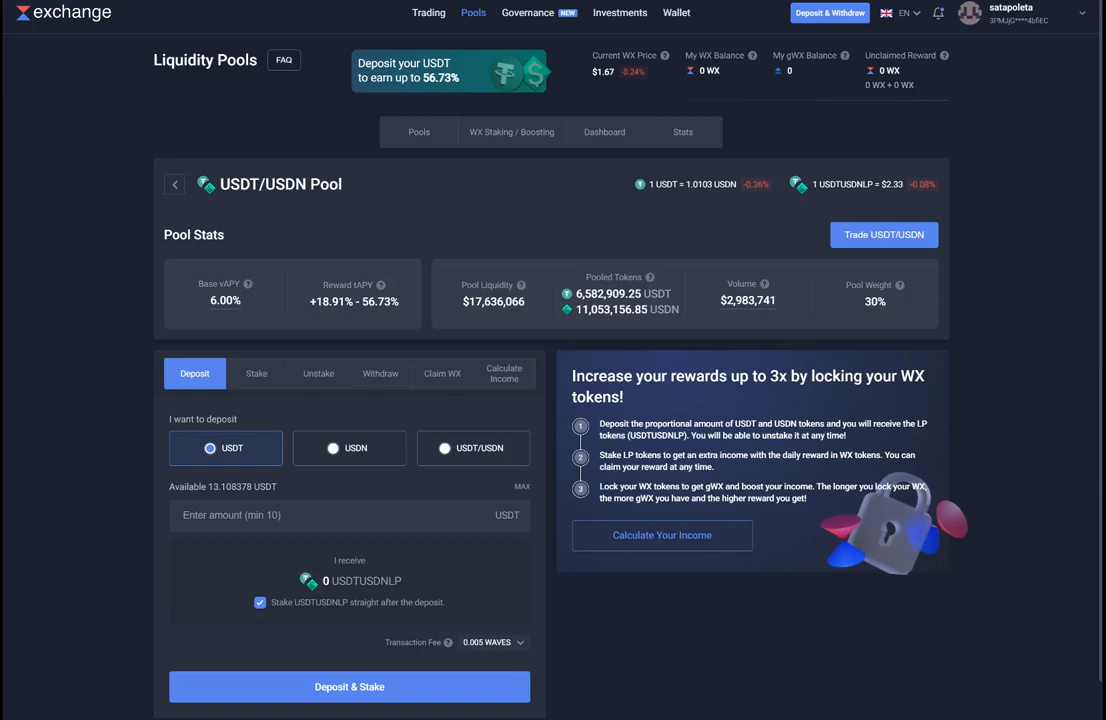 exchange
Trading
Pools
Governance NEW
Investments
Wallet
Deposit & Withdraw
EN
satapoleta
3PMJjG****4bfiEC
Liquidity Pools
FAQ
Deposit your USDT
to earn up to 56.73%
Current WX Price ?
$1.67 -0.24%
My WX Balance ?
0 WX
My gWX Balance ?
0
Unclaimed Reward ?
0 WX
0 WX + 0 WX
Pools
WX Staking / Boosting
Dashboard
Stats
USDT/USDN Pool
1 USDT = 1.0103 USDN -0.36%
1 USDTUSDNLP = $2.33 -0.08%
Pool Stats
Trade USDT/USDN
Base vAPY ?
6.00%
Reward tAPY ?
+18.91% - 56.73%
Pool Liquidity ?
$17,636,066
Pooled Tokens ?
6,582,909.25 USDT
11,053,156.85 USDN
Volume ?
$2,983,741
Pool Weight ?
30%
Deposit
Stake
Unstake
Withdraw
Claim WX
Calculate
Income
I want to deposit
USDT
USDN
USDT/USDN
Available 13.108378 USDT
MAX
Enter amount (min 10)
USDT
I receive
0 USDTUSDNLP
Stake USDTUSDNLP straight after the deposit.
Transaction Fee ? 0.005 WAVES
Deposit & Stake
Increase your rewards up to 3x by locking your WX
tokens!
1 Deposit the proportional amount of USDT and USDN tokens and you will receive the LP
tokens (USDTUSDNLP). You will be able to unstake it at any time!
2 Stake LP tokens to get an extra income with the daily reward in WX tokens. You can
claim your reward at any time.
3 Lock your WX tokens to get gWX and boost your income. The longer you lock your WX,
the more gWX you have and the higher reward you get!
Calculate Your Income